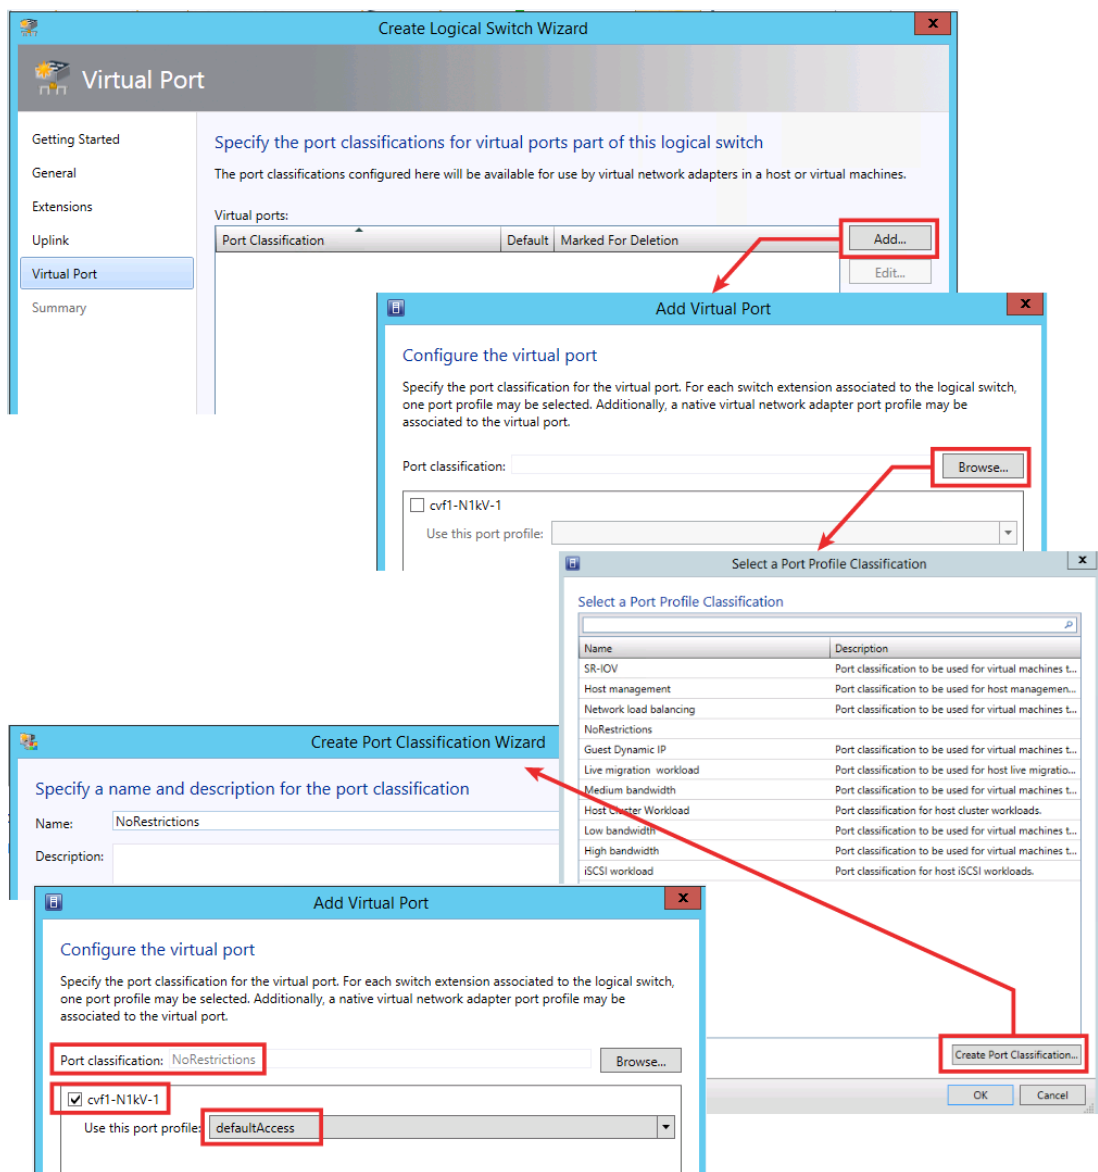 Create Logical Switch Wizard
x
Virtual Port
Getting Started
General
Extensions
Uplink
Virtual Port
Summary
Specify the port classifications for virtual ports part of this logical switch
The port classifications configured here will be available for use by virtual network adapters in a host or virtual machines.
Virtual ports:
Port Classification Default Marked For Deletion
Add...
Edit...
Add Virtual Port
x
Configure the virtual port
Specify the port classification for the virtual port. For each switch extension associated to the logical switch,
one port profile may be selected. Additionally, a native virtual network adapter port profile may be
associated to the virtual port.
Port classification: Browse...
cvf1-N1kV-1
Use this port profile:
Select a Port Profile Classification
x
Select a Port Profile Classification
Name Description
SR-IOV Port classification to be used for virtual machines t...
Host management Port classification to be used for host managemen...
Network load balancing Port classification to be used for virtual machines t...
NoRestrictions
Guest Dynamic IP Port classification to be used for virtual machines t...
Live migration workload Port classification to be used for host live migratio...
Medium bandwidth Port classification to be used for virtual machines t...
Host Cluster Workload Port classification for host cluster workloads.
Low bandwidth Port classification to be used for virtual machines t...
High bandwidth Port classification to be used for virtual machines t...
iSCSI workload Port classification for host iSCSI workloads.
Create Port Classification...
OK Cancel
Create Port Classification Wizard
Specify a name and description for the port classification
Name: NoRestrictions
Description:
Add Virtual Port
x
Configure the virtual port
Specify the port classification for the virtual port. For each switch extension associated to the logical switch,
one port profile may be selected. Additionally, a native virtual network adapter port profile may be
associated to the virtual port.
Port classification: NoRestrictions Browse...
cvf1-N1kV-1
Use this port profile: defaultAccess